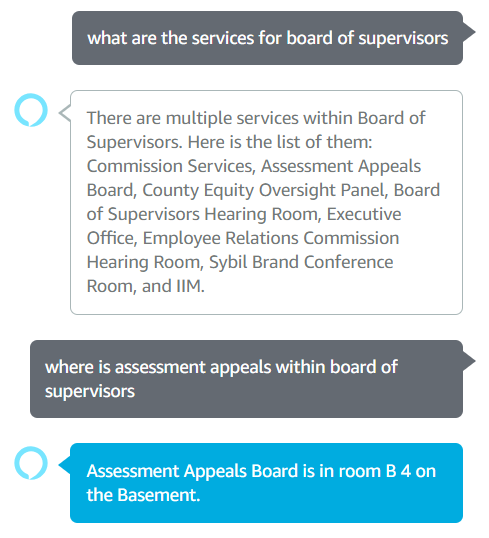 what are the services for board of supervisors
There are multiple services within Board of
Supervisors. Here is the list of them:
Commission Services, Assessment Appeals
Board, County Equity Oversight Panel, Board
of Supervisors Hearing Room, Executive
Office, Employee Relations Commission
Hearing Room, Sybil Brand Conference
Room, and IIM.
where is assessment appeals within board of
supervisors
Assessment Appeals Board is in room B 4 on
the Basement.